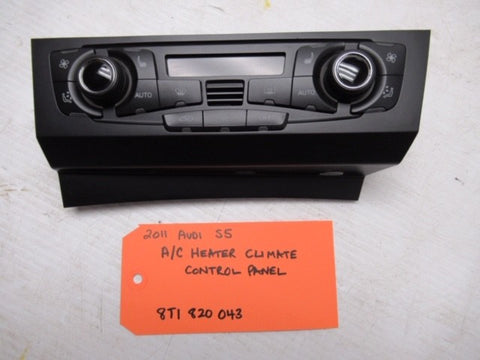 AUTO
AUTO
2011 AUDI S5
A/C HEATER CLIMATE
CONTROL PANEL
8T1 820 043